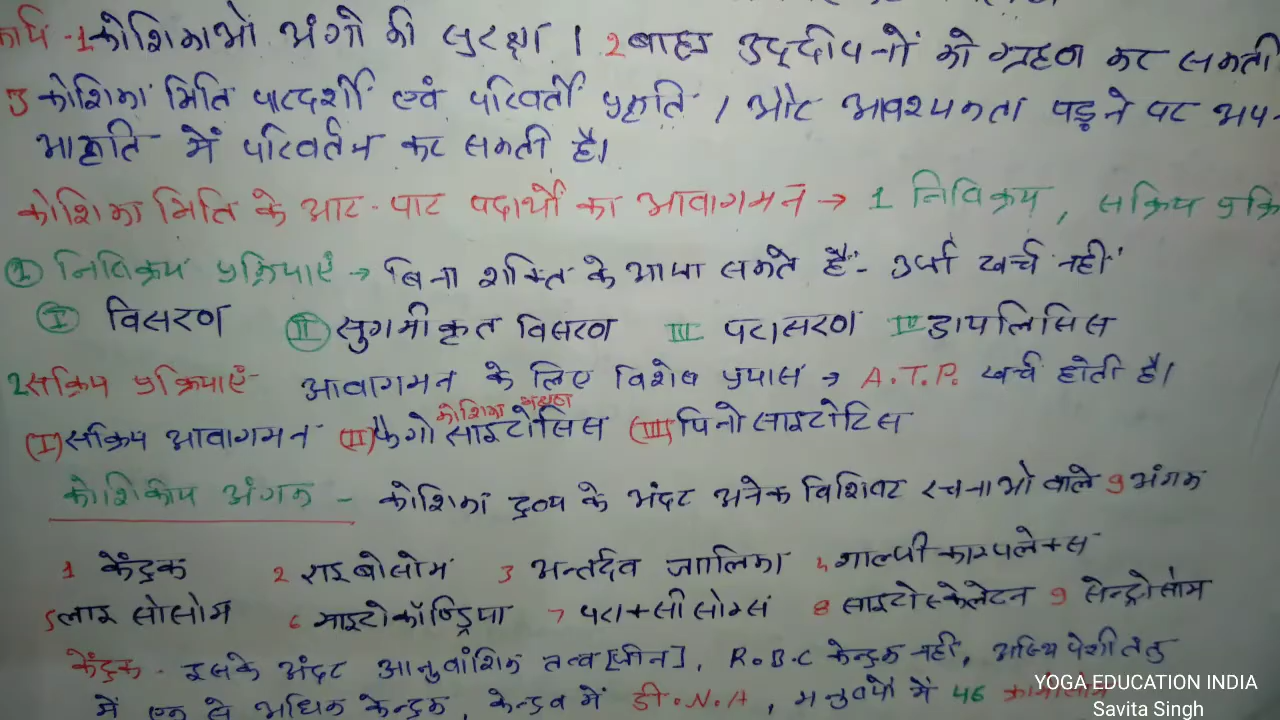 कार्य -1 कोशिकाओं अंगो की सुरक्षा । 2 बाह्य उद्दीपनों को ग्रहण कर सकती
3 कोशिका भिति पारदर्शी एवं परिवर्ती प्रकृति / और आवश्यकता पड़ने पर अप-
आकृति में परिवर्तन कर सकती है।
कोशिका भिति के आर-पार पदार्थो का आवागमन → 1 निष्क्रिय, सक्रिय प्रक्रि
① निष्क्रिय प्रक्रियाएं → बिना शक्ति के आया सकते हैं - उर्जा खर्च नहीं
Ⓘ विसरण Ⓘ Ⓘ सुगमीकृत विसरण III परासरण IV डायलिसिस
2 सक्रिय प्रक्रियाएं- आवागमन के लिए विशेष प्रयास → A.T.P. खर्च होती है।
कोशिका भक्षण
(I) सक्रिय आवागमन (II) फैगो साइटोसिस (III) पिनोसाइटोटिस
कोशिकीय अंगक - कोशिका द्रव्य के अंदर अनेक विशिष्ट रचनाओ वाले 9 अंगक
1 केंद्रक 2 राइबोसोम 3 अन्तर्द्रव जालिका 4 गाल्पी काम्पलेक्स
5 लाइसोसोम 6 माइटोकॉण्ड्रिया 7 पराक्सीसोम्स 8 साइटोस्केलेटन 9 सेन्ट्रोसोम
केंद्रक - इसके अंदर आनुवांशिक तत्व [जीन], R.B.C केन्द्रक नही, अस्थि पेशी तंतु
में एक से अधिक केन्द्रक, केन्द्रक में डी.N.A, मनुष्यों में 46
YOGA EDUCATION INDIA
Savita Singh